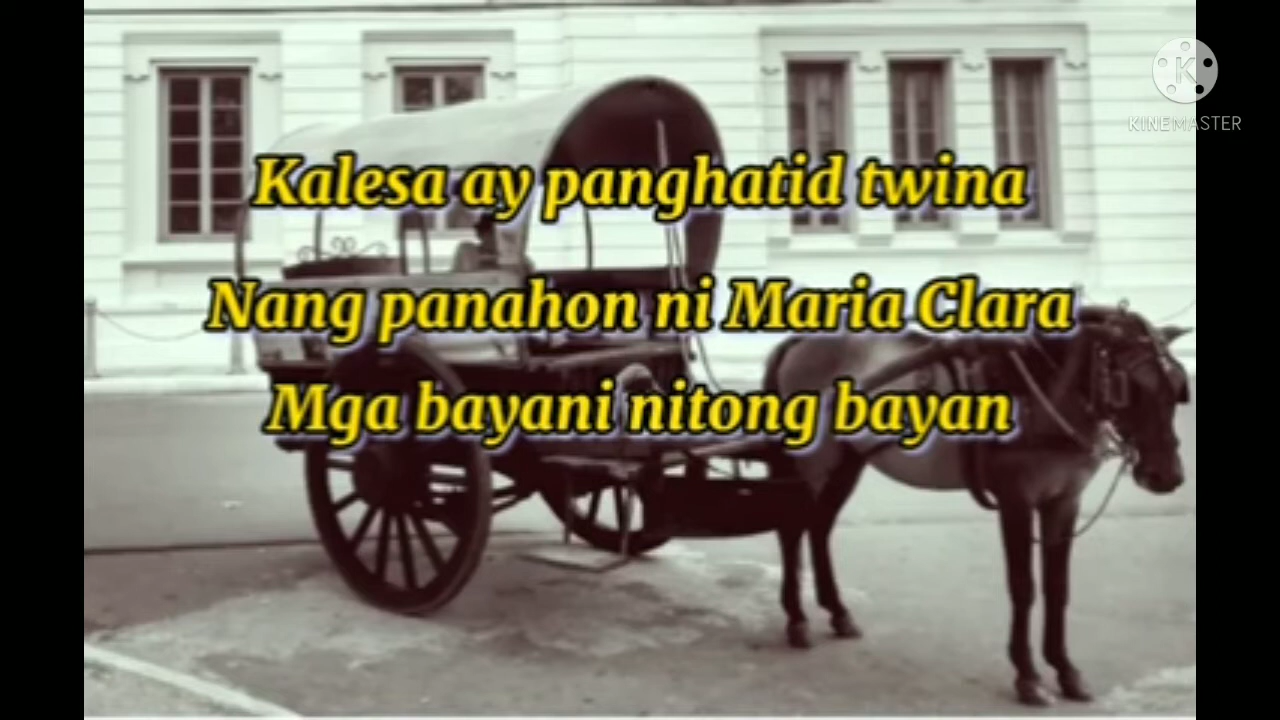 KINEMASTER
Kalesa ay panghatid twina
Nang panahon ni Maria Clara
Mga bayani nitong bayan